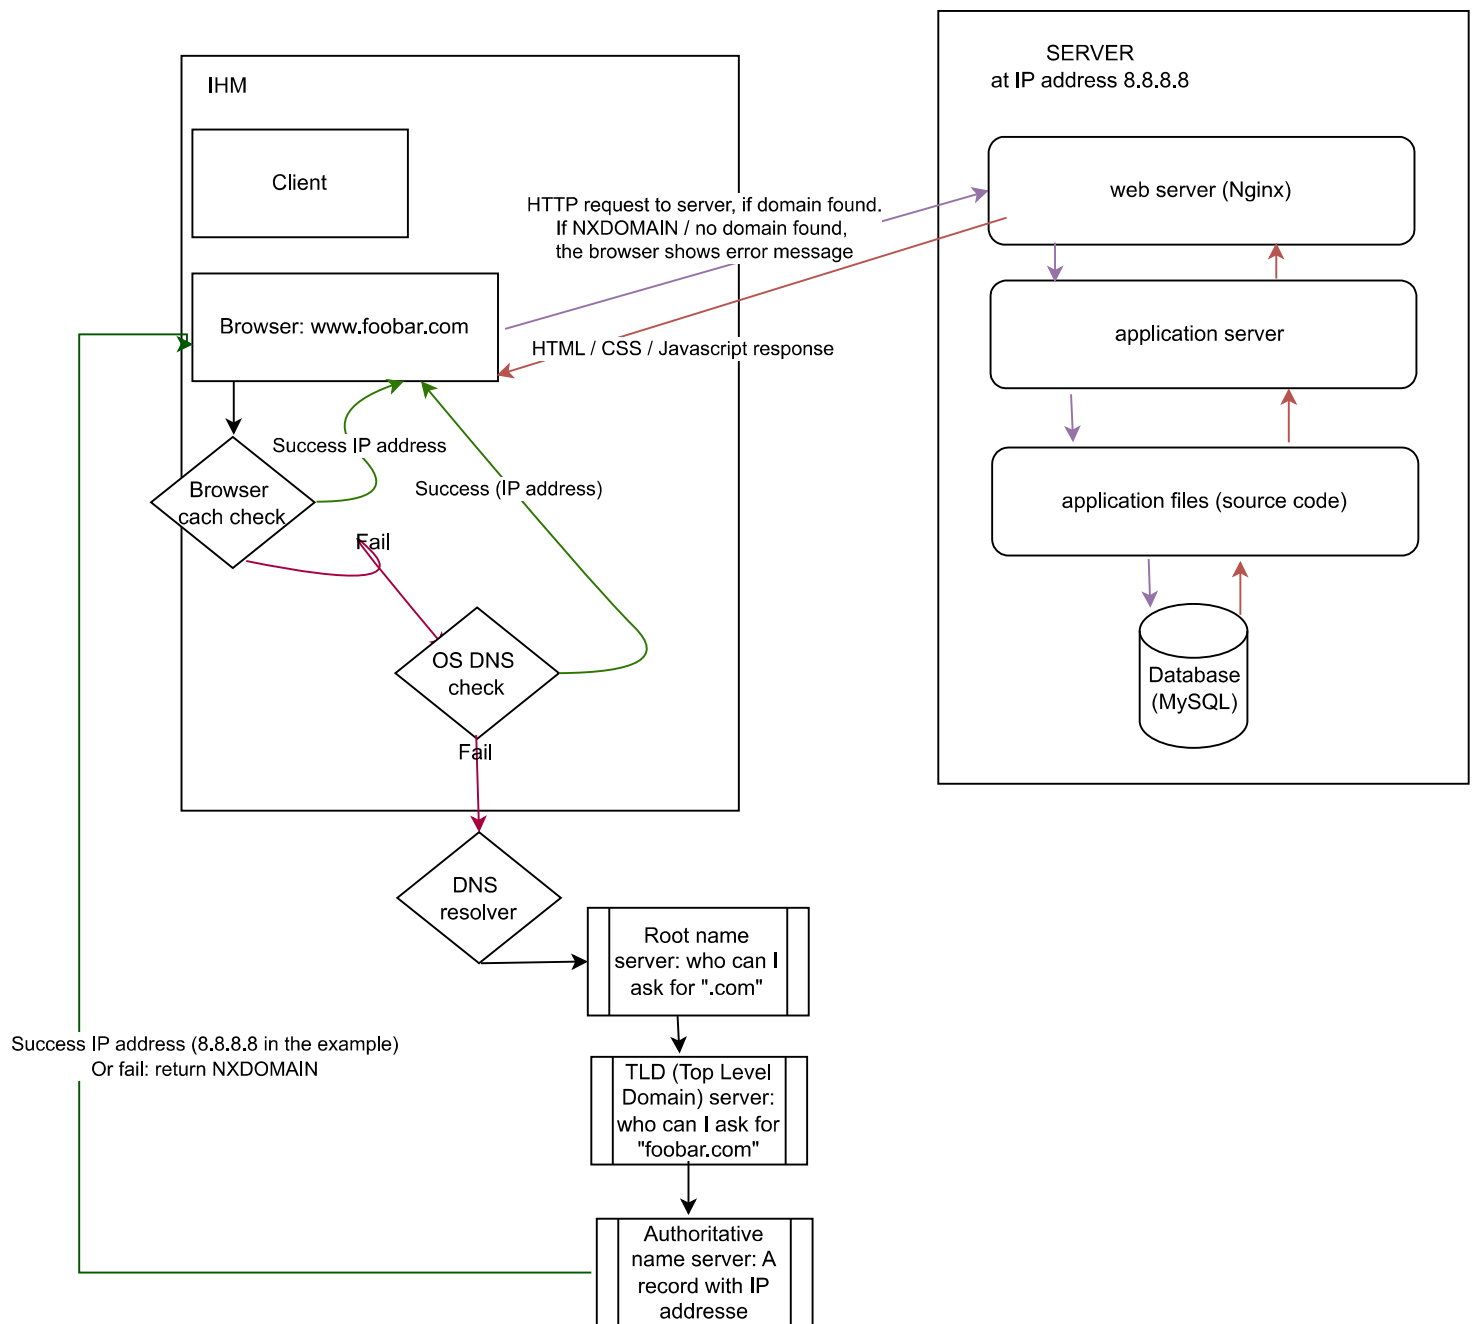 IHM
Client
Browser: www.foobar.com
Browser
cach check
Success IP address
Success (IP address)
Fail
OS DNS
check
Fail
DNS
resolver
Root name
server: who can I
ask for ".com"
TLD (Top Level
Domain) server:
who can I ask for
"foobar.com"
Authoritative
name server: A
record with IP
addresse
Success IP address (8.8.8.8 in the example)
Or fail: return NXDOMAIN
HTTP request to server, if domain found.
If NXDOMAIN / no domain found,
the browser shows error message
HTML / CSS / Javascript response
SERVER
at IP address 8.8.8.8
web server (Nginx)
application server
application files (source code)
Database
(MySQL)